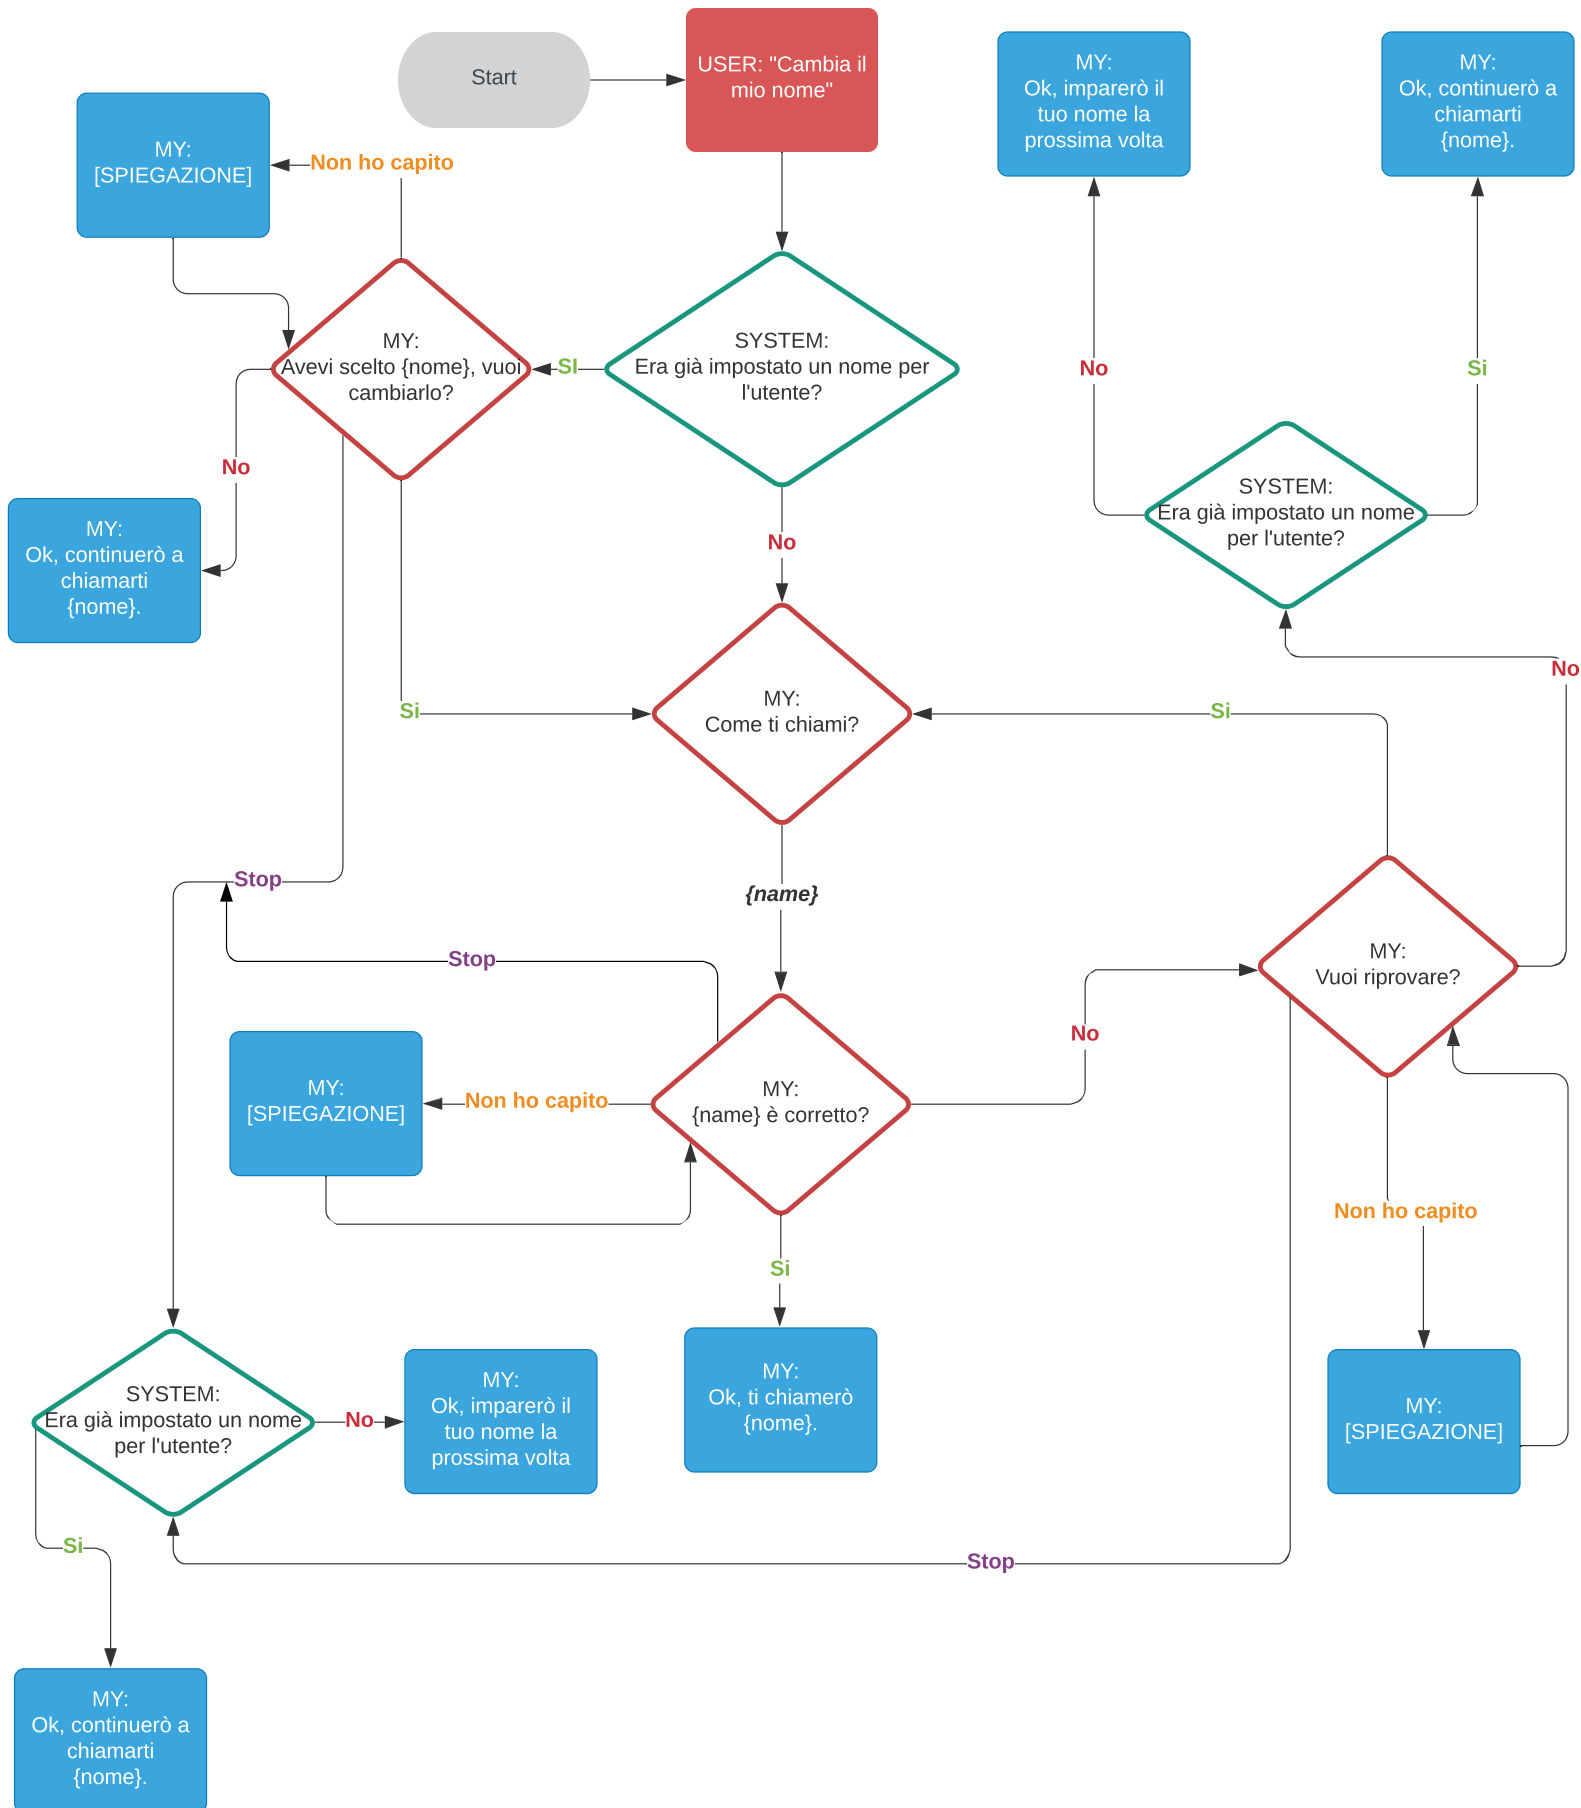 Start
USER: "Cambia il
mio nome"
MY:
Ok, imparerò il
tuo nome la
prossima volta
MY:
Ok, continuerò a
chiamarti
{nome}.
MY:
[SPIEGAZIONE]
Non ho capito
MY:
Avevi scelto {nome}, vuoi
cambiarlo?
SI
SYSTEM:
Era già impostato un nome per
l'utente?
No
Si
No
MY:
Ok, continuerò a
chiamarti
{nome}.
No
SYSTEM:
Era già impostato un nome
per l'utente?
No
Si
MY:
Come ti chiami?
Si
Stop
{name}
Stop
MY:
Vuoi riprovare?
No
MY:
[SPIEGAZIONE]
Non ho capito
MY:
{name} è corretto?
Non ho capito
Si
SYSTEM:
Era già impostato un nome
per l'utente?
No
MY:
Ok, imparerò il
tuo nome la
prossima volta
MY:
Ok, ti chiamerò
{nome}.
MY:
[SPIEGAZIONE]
Si
Stop
MY:
Ok, continuerò a
chiamarti
{nome}.